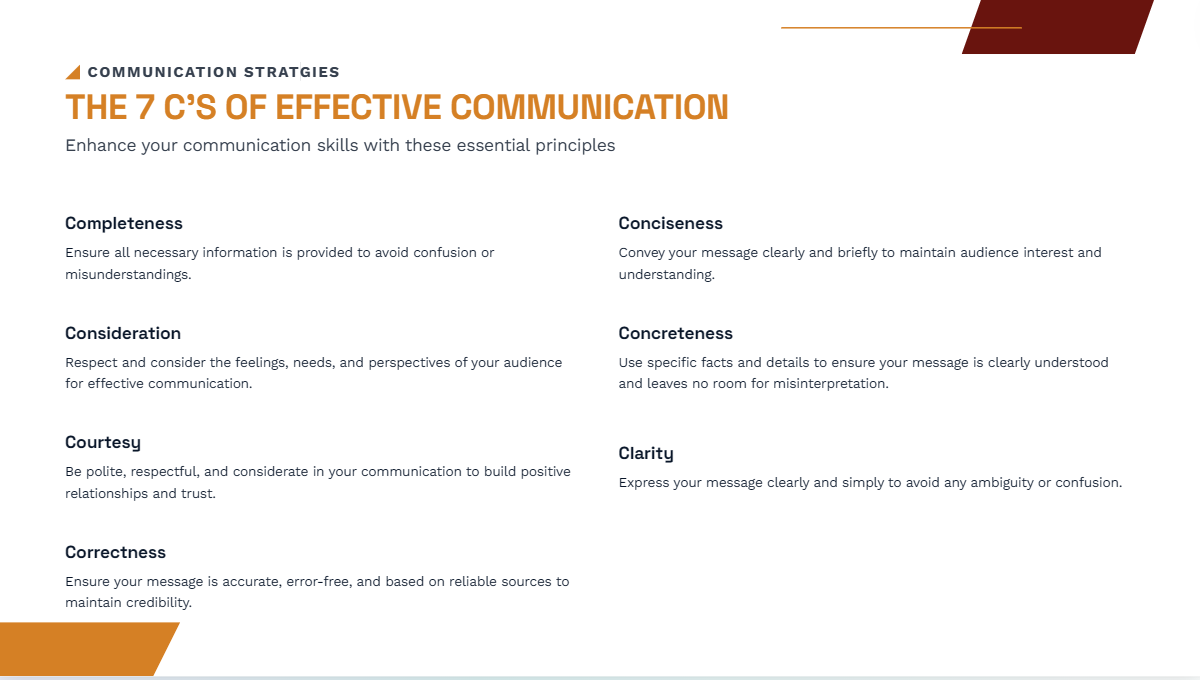 COMMUNICATION STRATGIES
THE 7 C’S OF EFFECTIVE COMMUNICATION
Enhance your communication skills with these essential principles
Completeness
Ensure all necessary information is provided to avoid confusion or
misunderstandings.
Conciseness
Convey your message clearly and briefly to maintain audience interest and
understanding.
Consideration
Respect and consider the feelings, needs, and perspectives of your audience
for effective communication.
Concreteness
Use specific facts and details to ensure your message is clearly understood
and leaves no room for misinterpretation.
Courtesy
Be polite, respectful, and considerate in your communication to build positive
relationships and trust.
Clarity
Express your message clearly and simply to avoid any ambiguity or confusion.
Correctness
Ensure your message is accurate, error-free, and based on reliable sources to
maintain credibility.